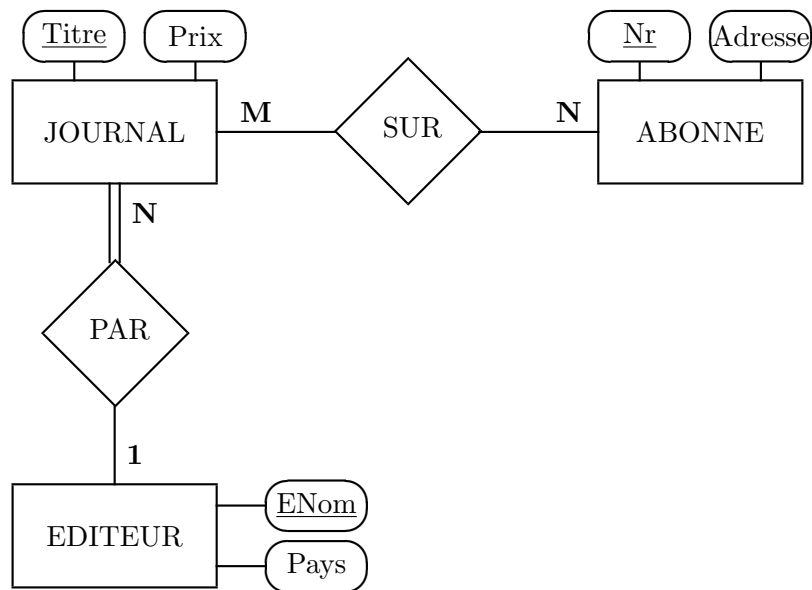 Titre Prix Nr Adresse
JOURNAL M SUR N ABONNE
N
PAR
1
ENom
EDITEUR
Pays